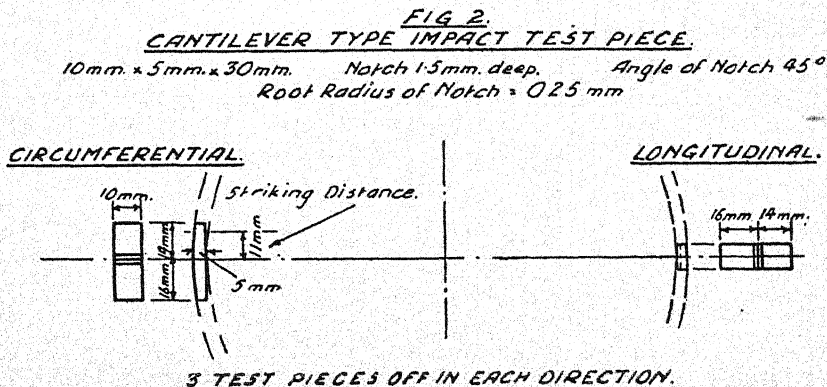 FIG 2.
CANTILEVER TYPE IMPACT TEST PIECE.
10mm. x 5mm. x 30mm. Notch 1·5mm. deep. Angle of Notch 45°
Root Radius of Notch = 025 mm
CIRCUMFERENTIAL.
LONGITUDINAL.
10mm.
Striking Distance.
16mm 14mm.
14mm
11mm
16mm
5mm
3 TEST PIECES OFF IN EACH DIRECTION.